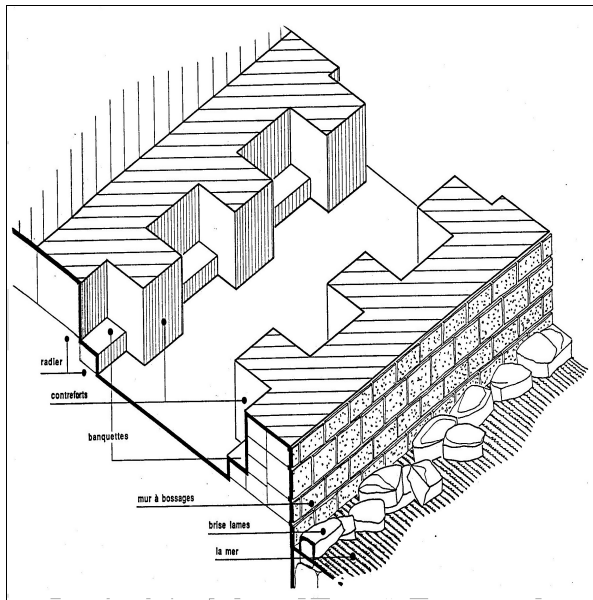 radier
contreforts
banquettes
mur à bossages
brise lames
la mer